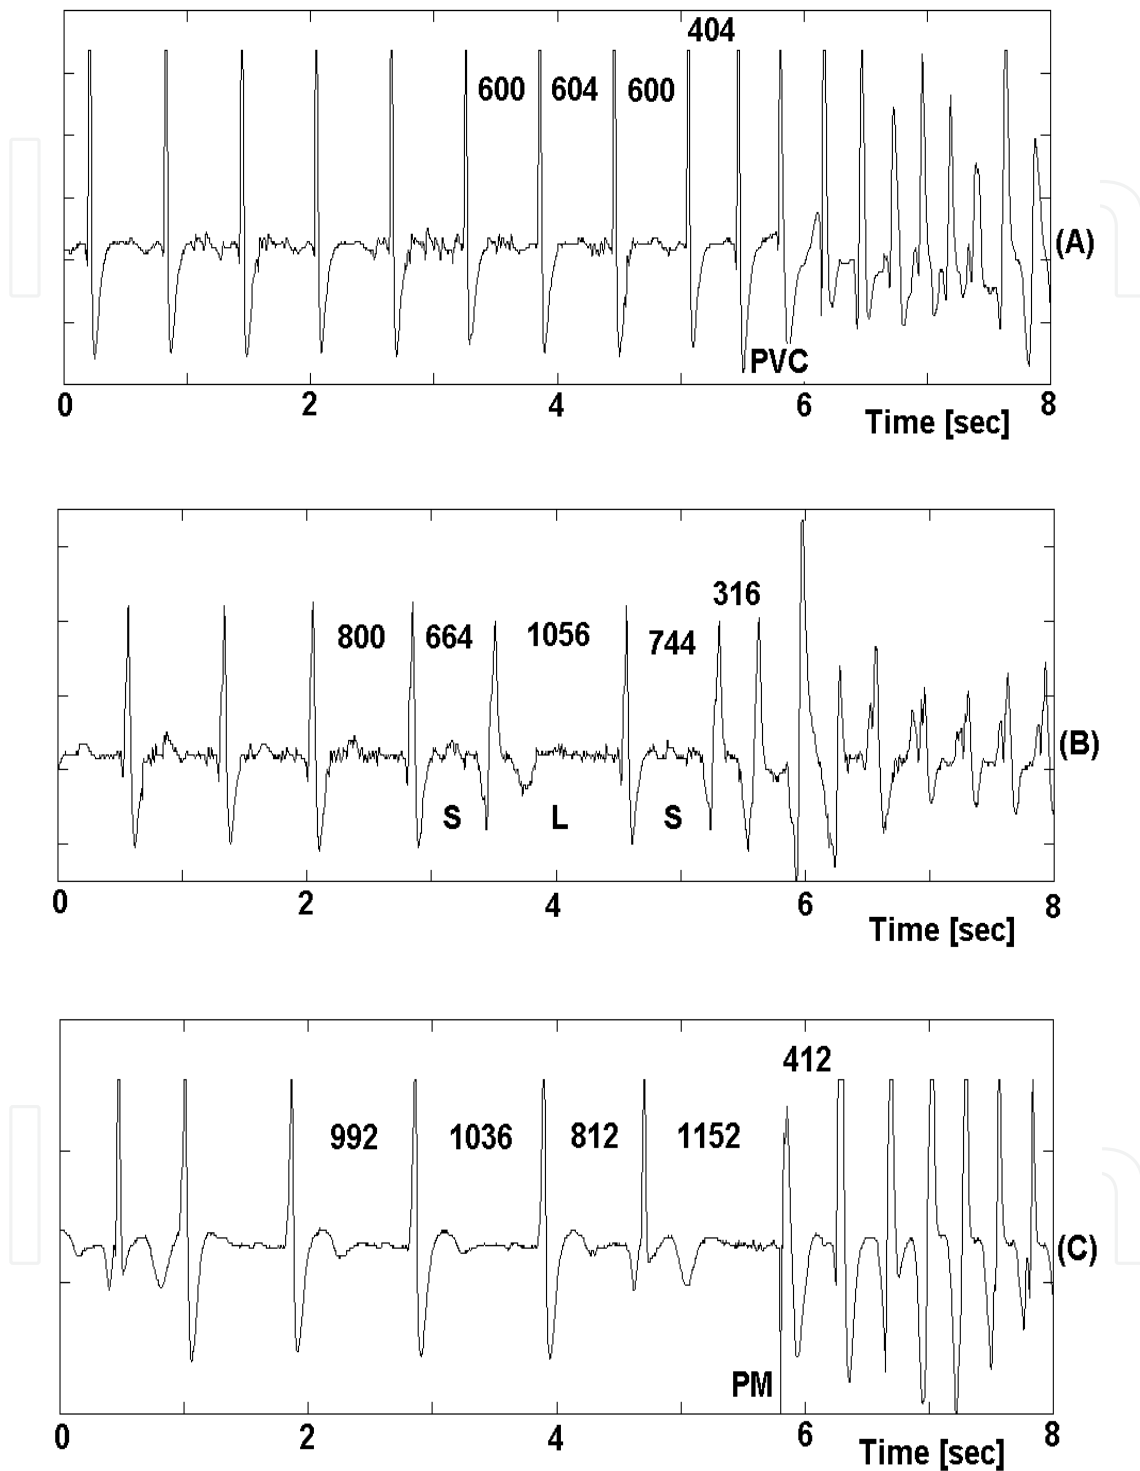 404
600 604 600
(A)
PVC
0 2 4 6 8
Time [sec]
316
800 664 1056 744
(B)
S L S
0 2 4 6 8
Time [sec]
412
992 1036 812 1152
(C)
PM
0 2 4 6 8
Time [sec]